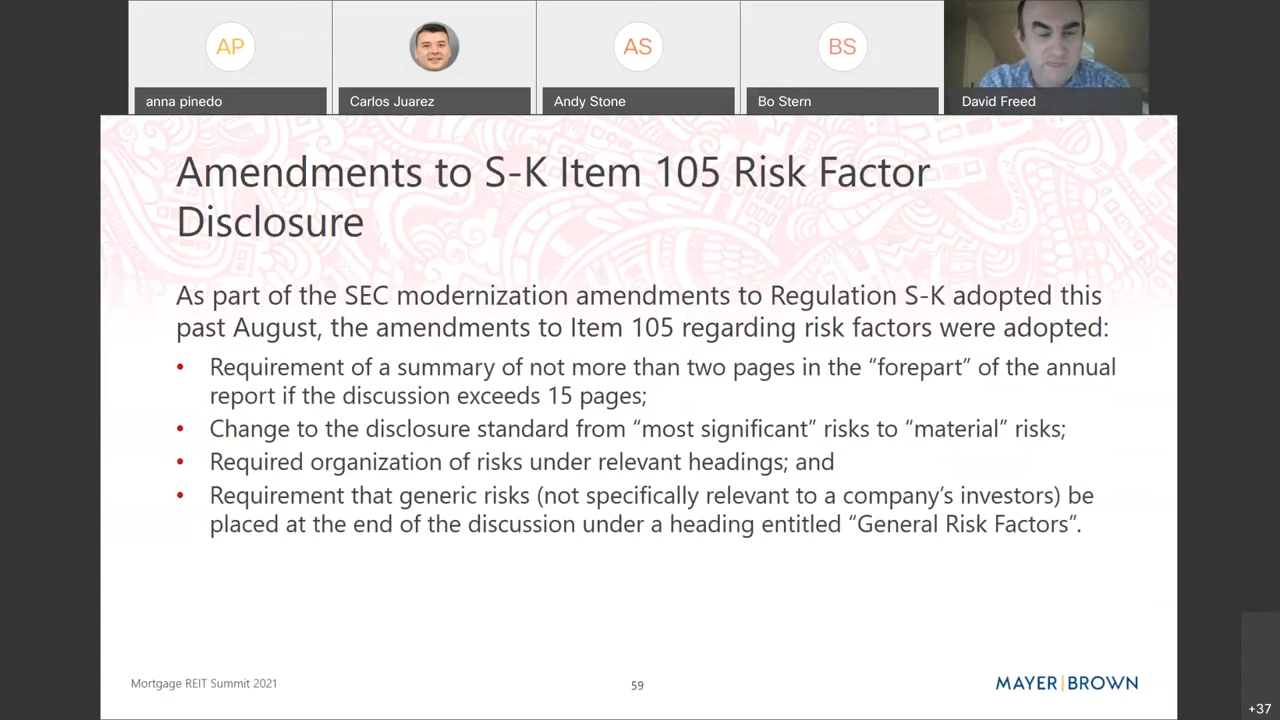 AP
AS
BS
anna pinedo
Carlos Juarez
Andy Stone
Bo Stern
David Freed
Amendments to S-K Item 105 Risk Factor
Disclosure
As part of the SEC modernization amendments to Regulation S-K adopted this
past August, the amendments to Item 105 regarding risk factors were adopted:
• Requirement of a summary of not more than two pages in the “forepart” of the annual
report if the discussion exceeds 15 pages;
• Change to the disclosure standard from “most significant” risks to “material” risks;
• Required organization of risks under relevant headings; and
• Requirement that generic risks (not specifically relevant to a company’s investors) be
placed at the end of the discussion under a heading entitled “General Risk Factors”.
Mortgage REIT Summit 2021
59
MAYER|BROWN
+37